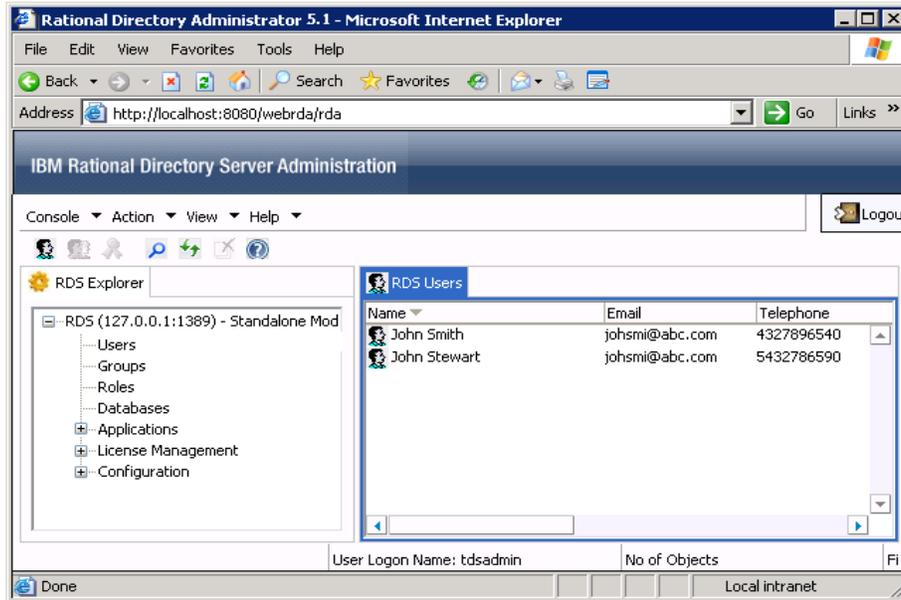 Rational Directory Administrator 5.1 - Microsoft Internet Explorer
File Edit View Favorites Tools Help
Back Search Favorites
Address http://localhost:8080/webrda/rda Go Links »
IBM Rational Directory Server Administration
Console Action View Help Logou
RDS Explorer
RDS (127.0.0.1:1389) - Standalone Mod
Users
Groups
Roles
Databases
Applications
License Management
Configuration
RDS Users
Name Email Telephone
John Smith johsmi@abc.com 4327896540
John Stewart johsmi@abc.com 5432786590
User Logon Name: tdsadmin No of Objects Fi
Done Local intranet